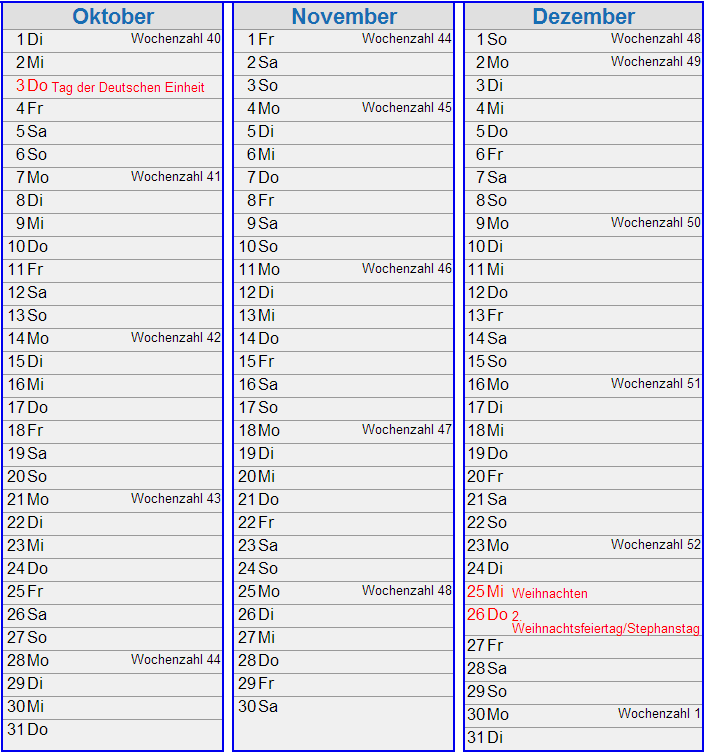 Oktober
1 Di Wochenzahl 40
2 Mi
3 Do Tag der Deutschen Einheit
4 Fr
5 Sa
6 So
7 Mo Wochenzahl 41
8 Di
9 Mi
10 Do
11 Fr
12 Sa
13 So
14 Mo Wochenzahl 42
15 Di
16 Mi
17 Do
18 Fr
19 Sa
20 So
21 Mo Wochenzahl 43
22 Di
23 Mi
24 Do
25 Fr
26 Sa
27 So
28 Mo Wochenzahl 44
29 Di
30 Mi
31 Do
November
1 Fr Wochenzahl 44
2 Sa
3 So
4 Mo Wochenzahl 45
5 Di
6 Mi
7 Do
8 Fr
9 Sa
10 So
11 Mo Wochenzahl 46
12 Di
13 Mi
14 Do
15 Fr
16 Sa
17 So
18 Mo Wochenzahl 47
19 Di
20 Mi
21 Do
22 Fr
23 Sa
24 So
25 Mo Wochenzahl 48
26 Di
27 Mi
28 Do
29 Fr
30 Sa
Dezember
1 So Wochenzahl 48
2 Mo Wochenzahl 49
3 Di
4 Mi
5 Do
6 Fr
7 Sa
8 So
9 Mo Wochenzahl 50
10 Di
11 Mi
12 Do
13 Fr
14 Sa
15 So
16 Mo Wochenzahl 51
17 Di
18 Mi
19 Do
20 Fr
21 Sa
22 So
23 Mo Wochenzahl 52
24 Di
25 Mi Weihnachten
26 Do 2.
Weihnachtsfeiertag/Stephanstag
27 Fr
28 Sa
29 So
30 Mo Wochenzahl 1
31 Di